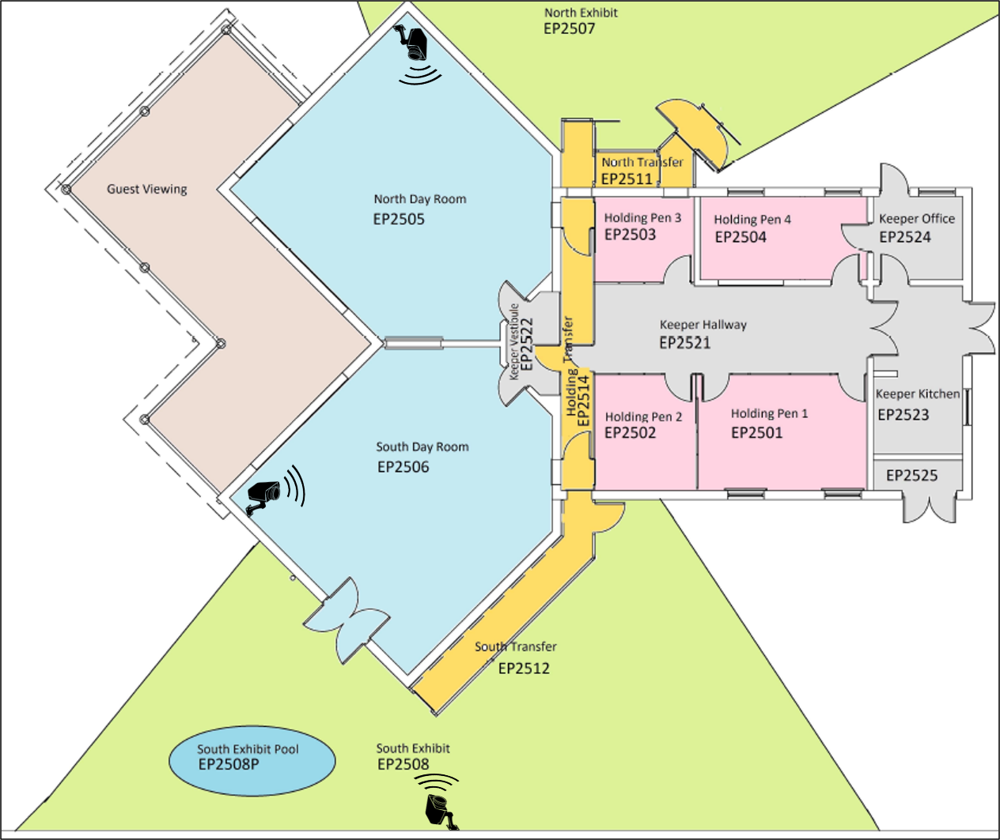 North Exhibit
EP2507
North Transfer
EP2511
Guest Viewing
North Day Room
EP2505
Holding Pen 3
EP2503
Holding Pen 4
EP2504
Keeper Office
EP2524
Keeper Vestibule
EP2522
Holding Transfer
EP2514
Keeper Hallway
EP2521
Keeper Kitchen
EP2523
Holding Pen 2
EP2502
Holding Pen 1
EP2501
South Day Room
EP2506
EP2525
South Transfer
EP2512
South Exhibit Pool
EP2508P
South Exhibit
EP2508